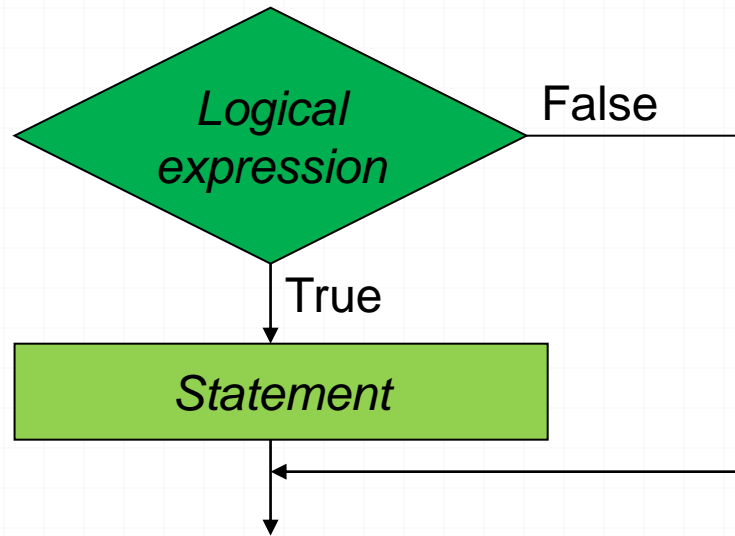 Logical
expression
False
True
Statement